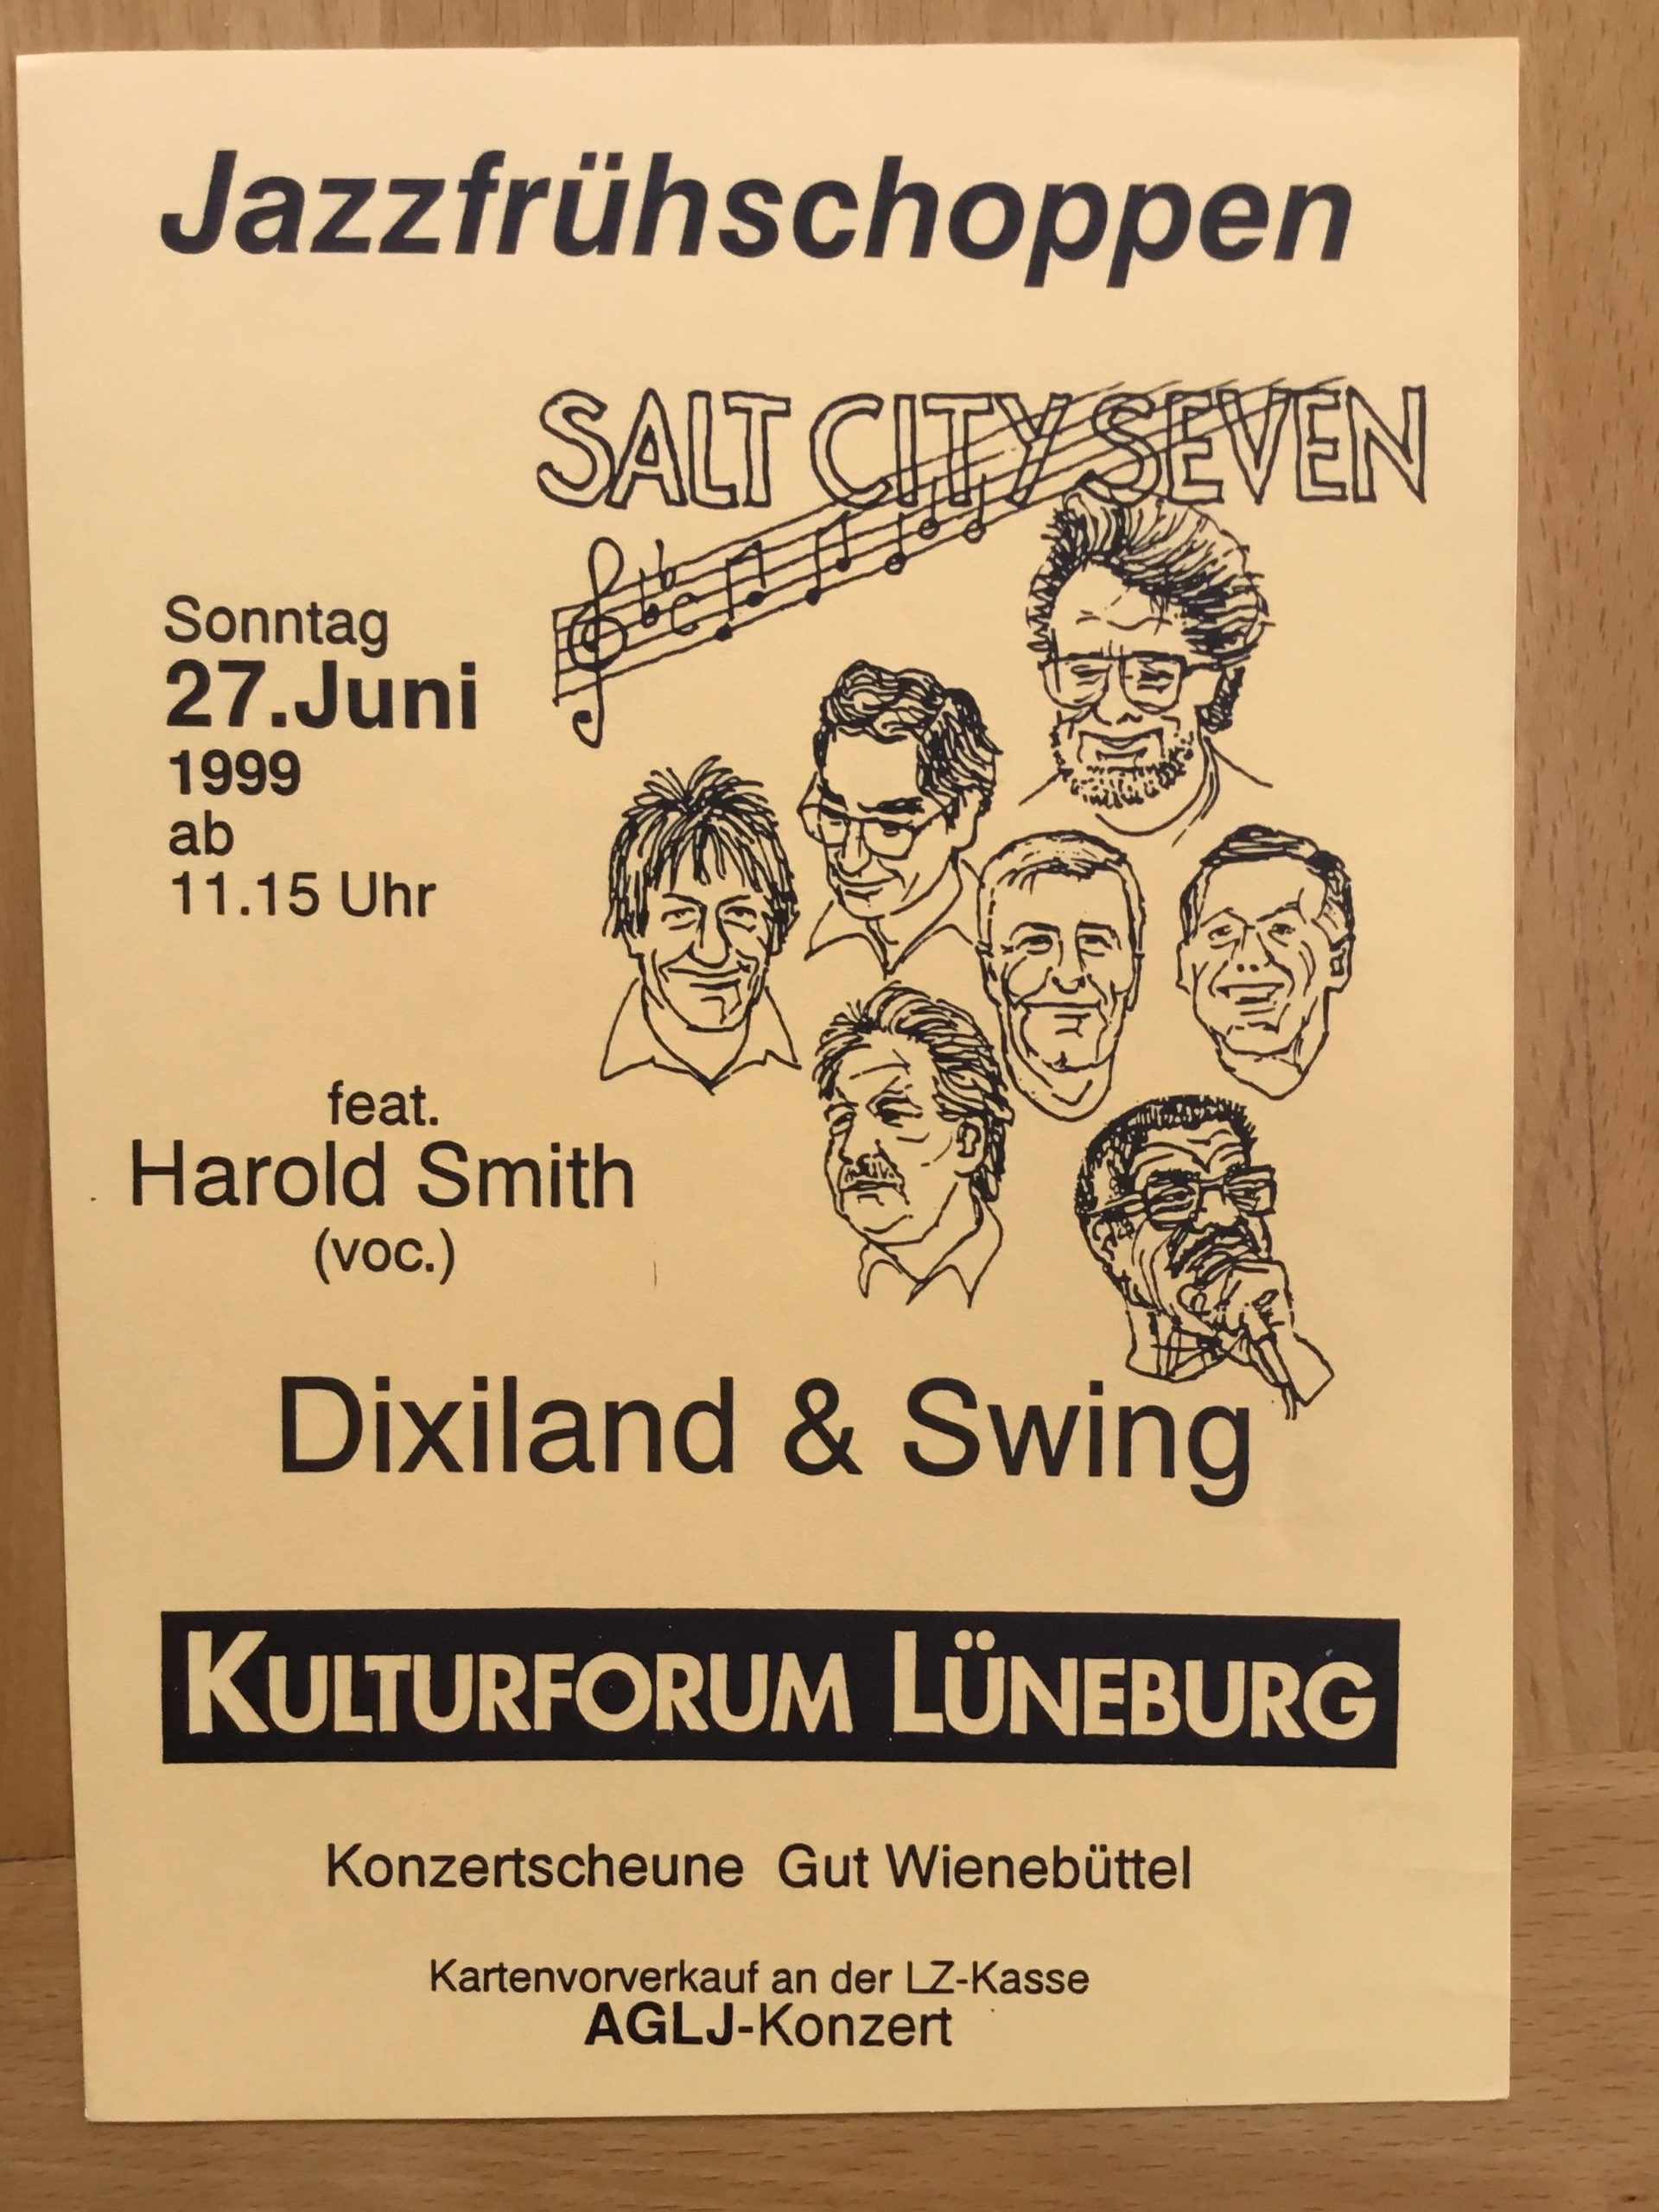 Jazzfrühschoppen
SALT CITY SEVEN
Sonntag
27.Juni
1999
ab
11.15 Uhr
feat.
Harold Smith
(voc.)
Dixiland & Swing
KULTURFORUM LÜNEBURG
Konzertscheune Gut Wienebüttel
Kartenvorverkauf an der LZ-Kasse
AGLJ-Konzert